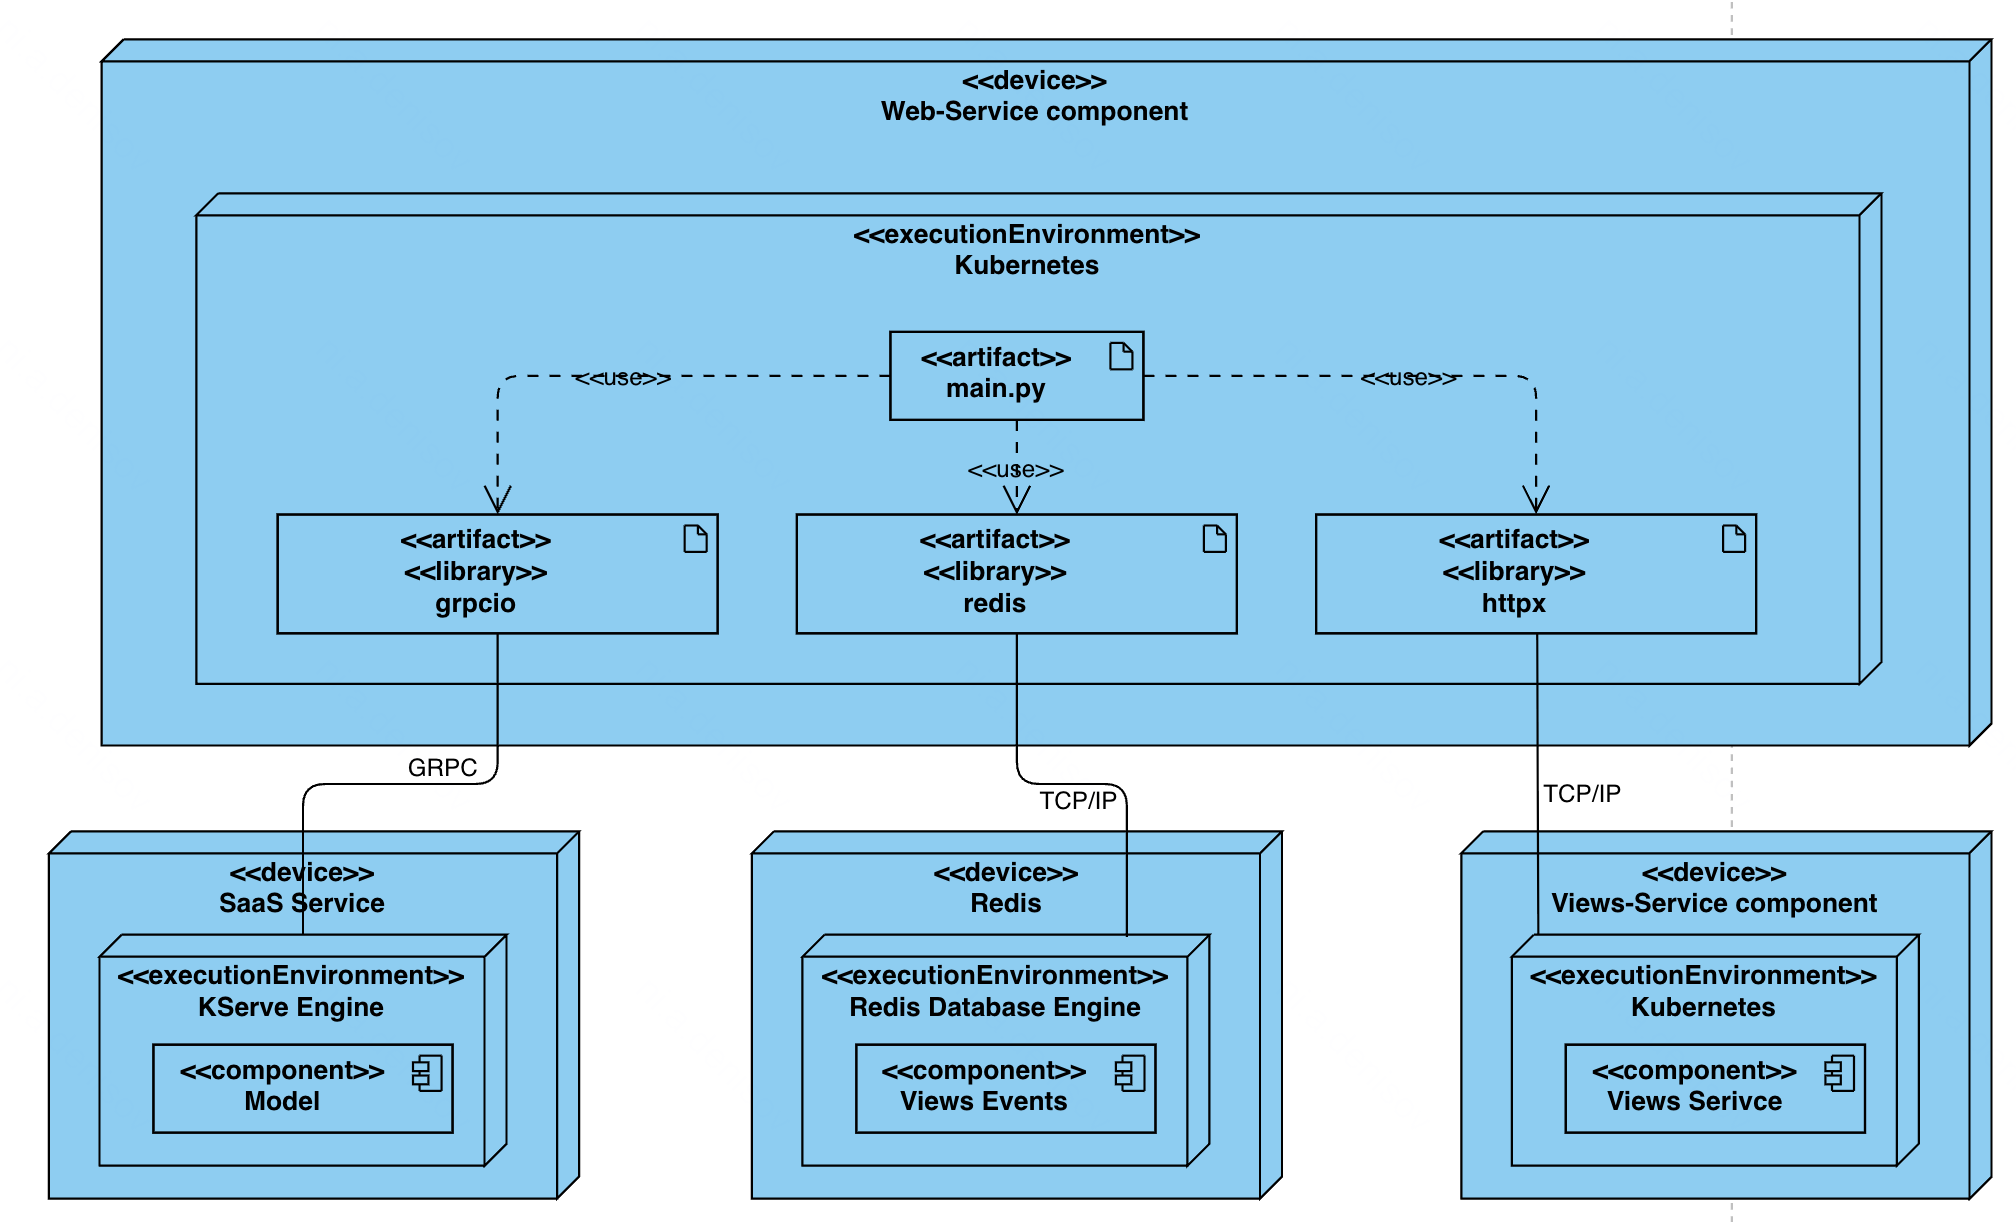 <<device>>
Web-Service component
<<executionEnvironment>>
Kubernetes
<<artifact>>
main.py
<<use>>
<<use>>
<<use>>
<<artifact>>
<<library>>
grpcio
<<artifact>>
<<library>>
redis
<<artifact>>
<<library>>
httpx
GRPC
TCP/IP
TCP/IP
<<device>>
SaaS Service
<<executionEnvironment>>
KServe Engine
<<component>>
Model
<<device>>
Redis
<<executionEnvironment>>
Redis Database Engine
<<component>>
Views Events
<<device>>
Views-Service component
<<executionEnvironment>>
Kubernetes
<<component>>
Views Serivce